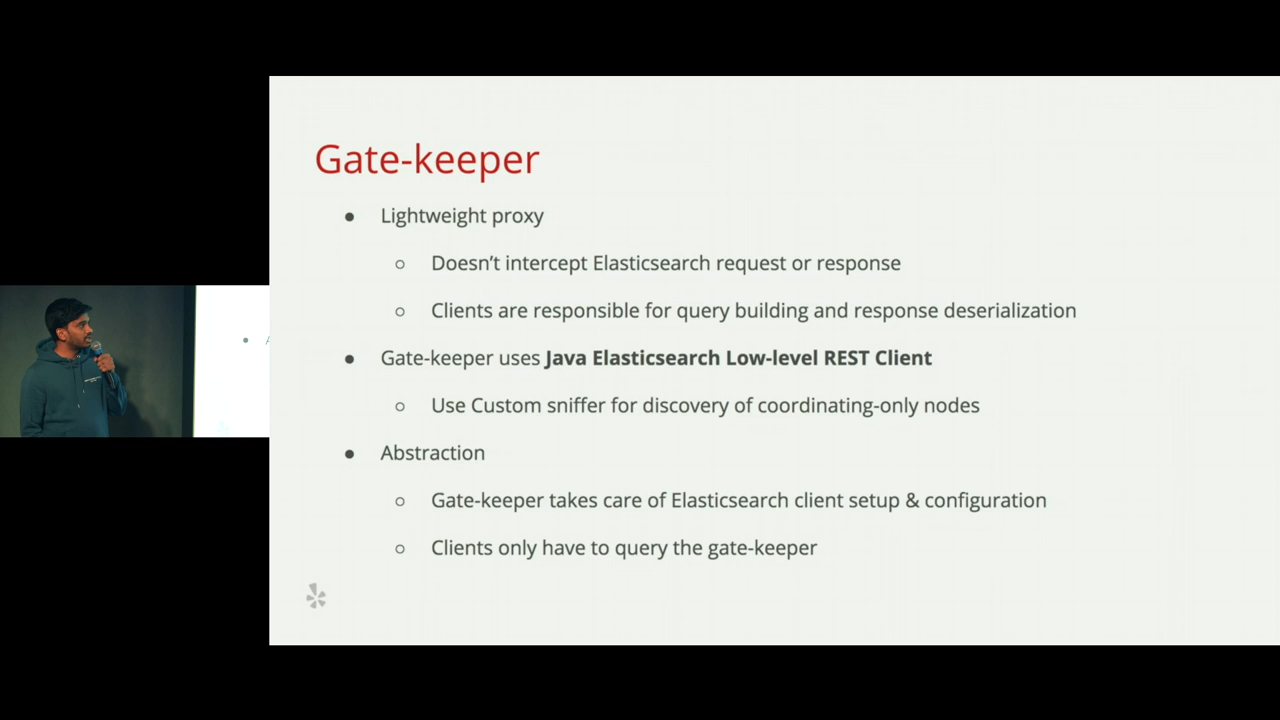 Gate-keeper
● Lightweight proxy
○ Doesn't intercept Elasticsearch request or response
○ Clients are responsible for query building and response deserialization
● Gate-keeper uses Java Elasticsearch Low-level REST Client
○ Use Custom sniffer for discovery of coordinating-only nodes
● Abstraction
○ Gate-keeper takes care of Elasticsearch client setup & configuration
○ Clients only have to query the gate-keeper